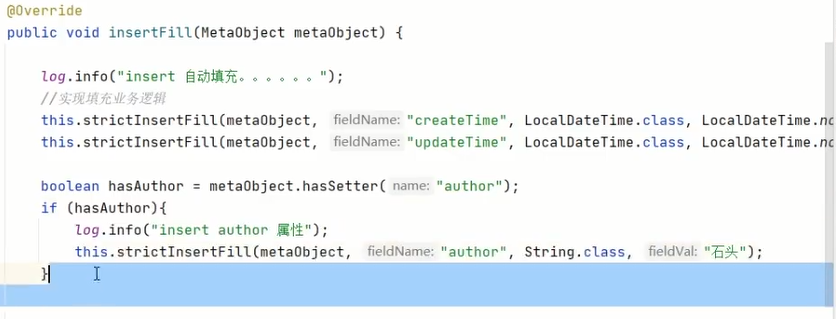 @Override
public void insertFill(MetaObject metaObject) {
log.info("insert 自动填充。。。。。。");
//实现填充业务逻辑
this.strictInsertFill(metaObject, fieldName: "createTime", LocalDateTime.class, LocalDateTime.no
this.strictInsertFill(metaObject, fieldName: "updateTime", LocalDateTime.class, LocalDateTime.no
boolean hasAuthor = metaObject.hasSetter( name: "author");
if (hasAuthor){
log.info("insert author 属性");
this.strictInsertFill(metaObject, fieldName: "author", String.class, fieldVal: "石头");
}